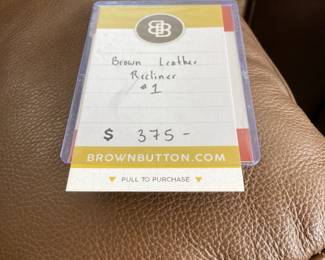 BB
Brown Leather
Recliner
#1
$ 375-
BROWNBUTTON.COM
PULL TO PURCHASE